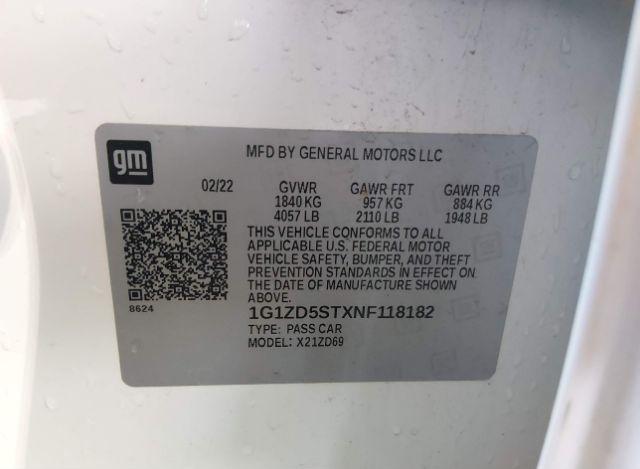 gm
MFD BY GENERAL MOTORS LLC
02/22 GVWR GAWR FRT GAWR RR
1840 KG 957 KG 884 KG
4057 LB 2110 LB 1948 LB
THIS VEHICLE CONFORMS TO ALL
APPLICABLE U.S. FEDERAL MOTOR
VEHICLE SAFETY, BUMPER, AND THEFT
PREVENTION STANDARDS IN EFFECT ON
THE DATE OF MANUFACTURE SHOWN
ABOVE.
8624
1G1ZD5STXNF118182
TYPE: PASS CAR
MODEL: X21ZD69